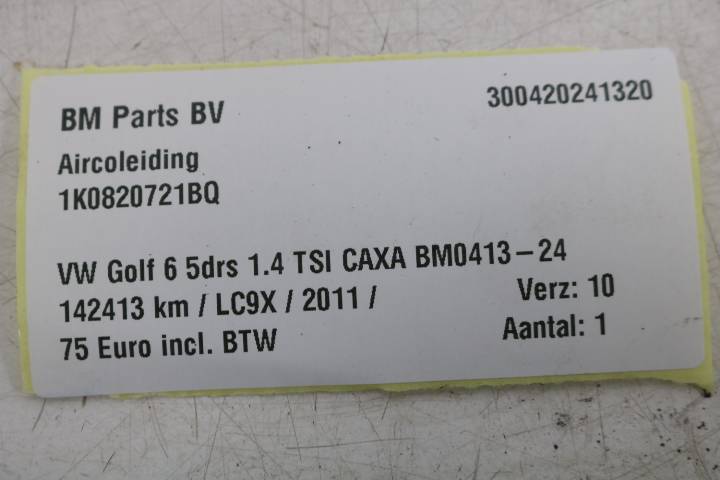 BM Parts BV 300420241320
Aircoleiding
1K0820721BQ
VW Golf 6 5drs 1.4 TSI CAXA BM0413-24
142413 km / LC9X / 2011 / Verz: 10
75 Euro incl. BTW Aantal: 1